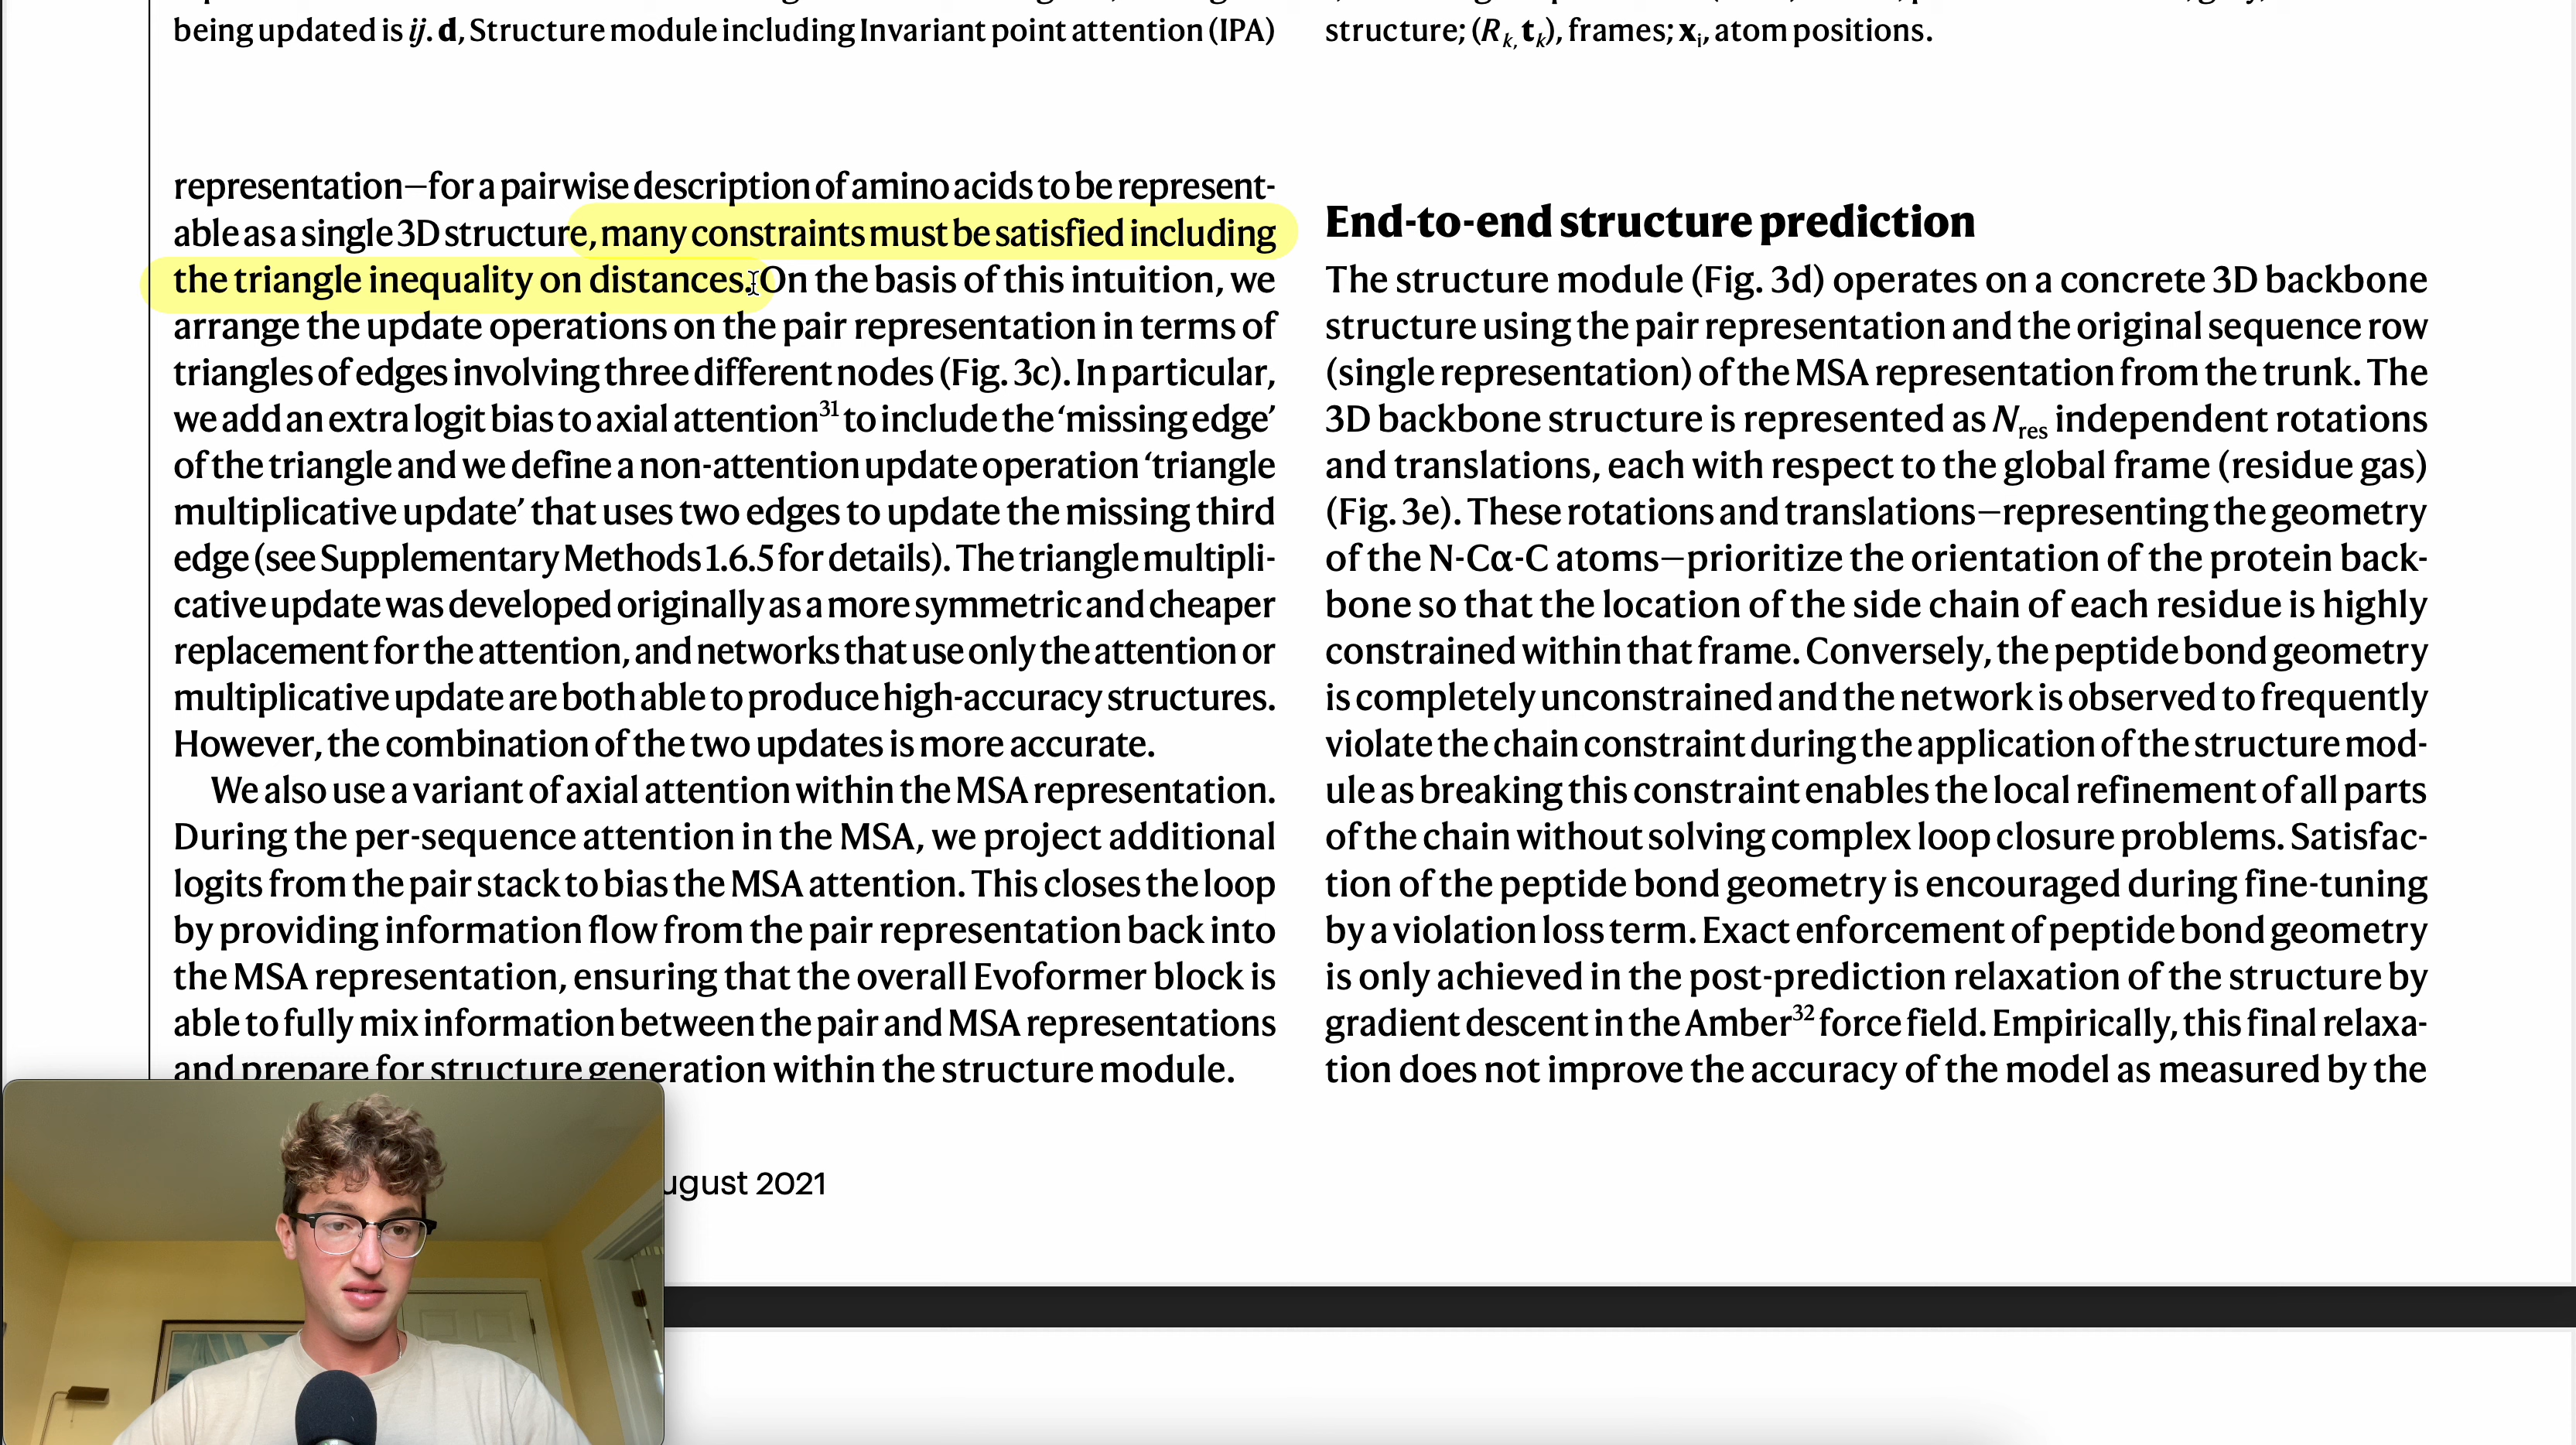 being updated is ij. d, Structure module including Invariant point attention (IPA)
structure; (Rk, tk), frames; xi, atom positions.
representation—for a pairwise description of amino acids to be represent-
able as a single 3D structure, many constraints must be satisfied including
the triangle inequality on distances. On the basis of this intuition, we
arrange the update operations on the pair representation in terms of
triangles of edges involving three different nodes (Fig. 3c). In particular,
we add an extra logit bias to axial attention31 to include the ‘missing edge’
of the triangle and we define a non-attention update operation ‘triangle
multiplicative update’ that uses two edges to update the missing third
edge (see Supplementary Methods 1.6.5 for details). The triangle multipli-
cative update was developed originally as a more symmetric and cheaper
replacement for the attention, and networks that use only the attention or
multiplicative update are both able to produce high-accuracy structures.
However, the combination of the two updates is more accurate.
We also use a variant of axial attention within the MSA representation.
During the per-sequence attention in the MSA, we project additional
logits from the pair stack to bias the MSA attention. This closes the loop
by providing information flow from the pair representation back into
the MSA representation, ensuring that the overall Evoformer block is
able to fully mix information between the pair and MSA representations
and prepare for structure generation within the structure module.
End-to-end structure prediction
The structure module (Fig. 3d) operates on a concrete 3D backbone
structure using the pair representation and the original sequence row
(single representation) of the MSA representation from the trunk. The
3D backbone structure is represented as Nres independent rotations
and translations, each with respect to the global frame (residue gas)
(Fig. 3e). These rotations and translations—representing the geometry
of the N-Cα-C atoms—prioritize the orientation of the protein back-
bone so that the location of the side chain of each residue is highly
constrained within that frame. Conversely, the peptide bond geometry
is completely unconstrained and the network is observed to frequently
violate the chain constraint during the application of the structure mod-
ule as breaking this constraint enables the local refinement of all parts
of the chain without solving complex loop closure problems. Satisfac-
tion of the peptide bond geometry is encouraged during fine-tuning
by a violation loss term. Exact enforcement of peptide bond geometry
is only achieved in the post-prediction relaxation of the structure by
gradient descent in the Amber32 force field. Empirically, this final relaxa-
tion does not improve the accuracy of the model as measured by the
ugust 2021